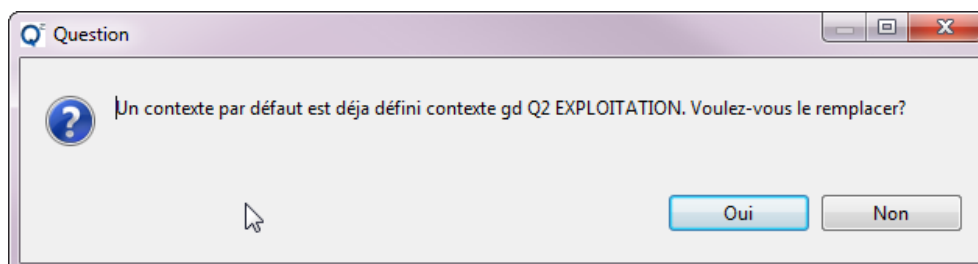 Question
Un contexte par défaut est déja défini contexte gd Q2 EXPLOITATION. Voulez-vous le remplacer?
Oui
Non